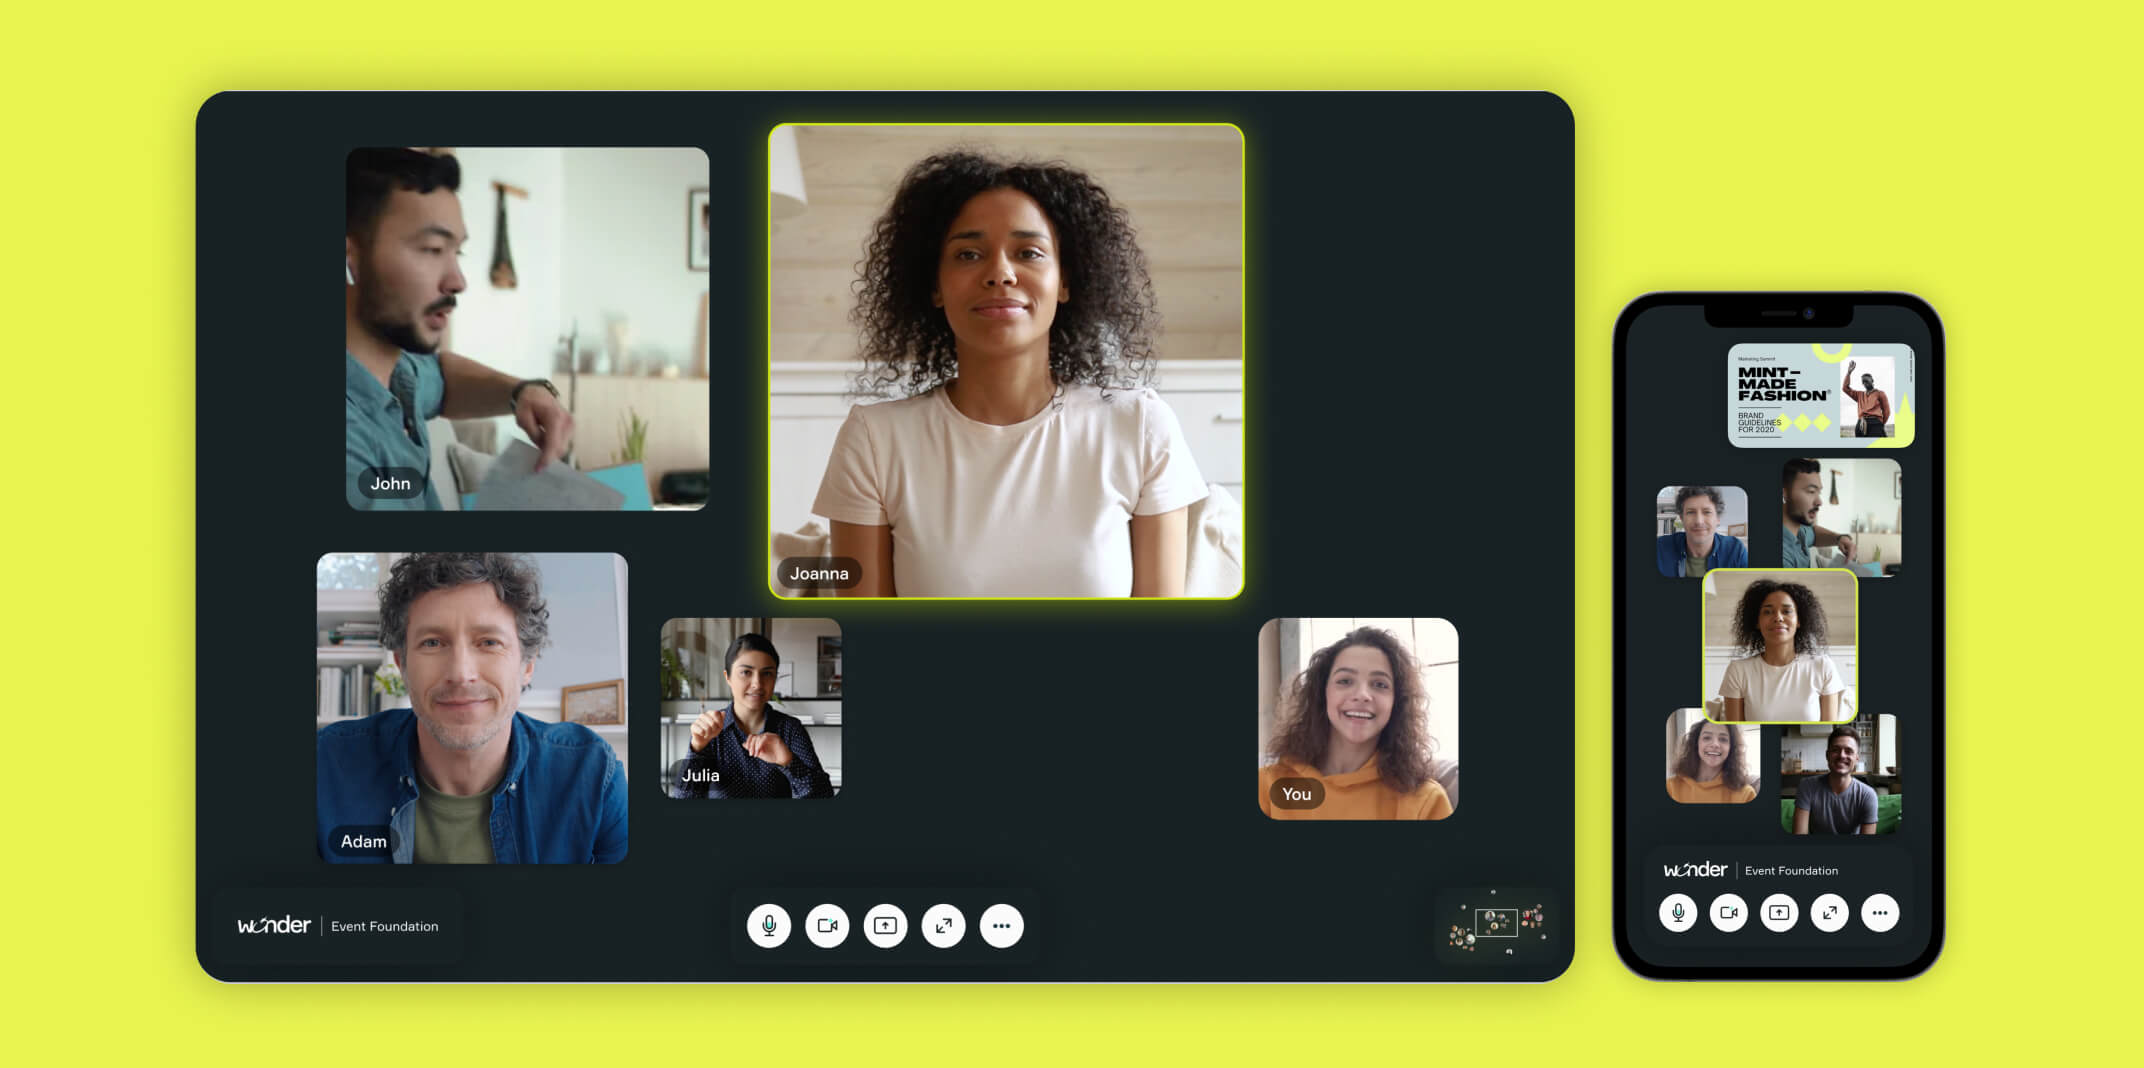 John
Joanna
Adam
Julia
You
wonder
Event Foundation
Marketing Summit
MINT–
MADE
FASHION®
BRAND
GUIDELINES
FOR 2020
wonder
Event Foundation